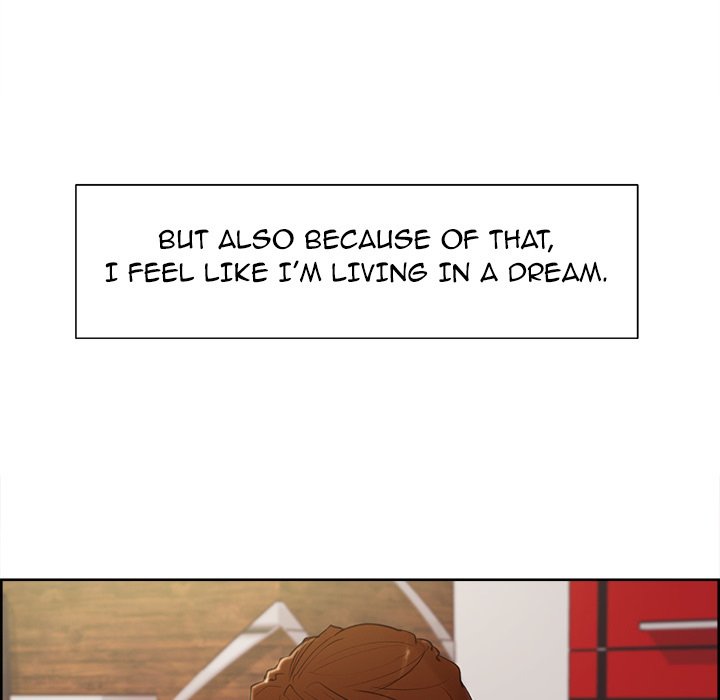 BUT ALSO BECAUSE OF THAT,
I FEEL LIKE I'M LIVING IN A DREAM.